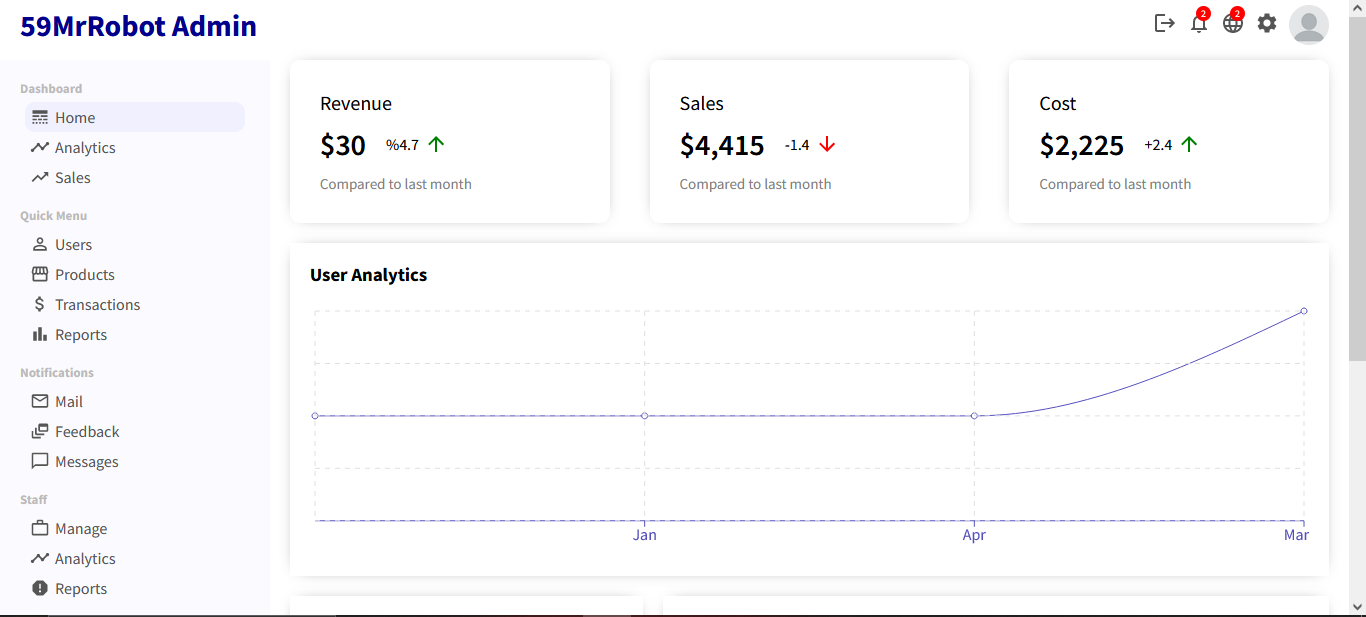 59MrRobot Admin
2
2
Dashboard
Home
Analytics
Sales
Quick Menu
Users
Products
Transactions
Reports
Notifications
Mail
Feedback
Messages
Staff
Manage
Analytics
Reports
Revenue
$30 %4.7
Compared to last month
Sales
$4,415 -1.4
Compared to last month
Cost
$2,225 +2.4
Compared to last month
User Analytics
Jan Apr Mar